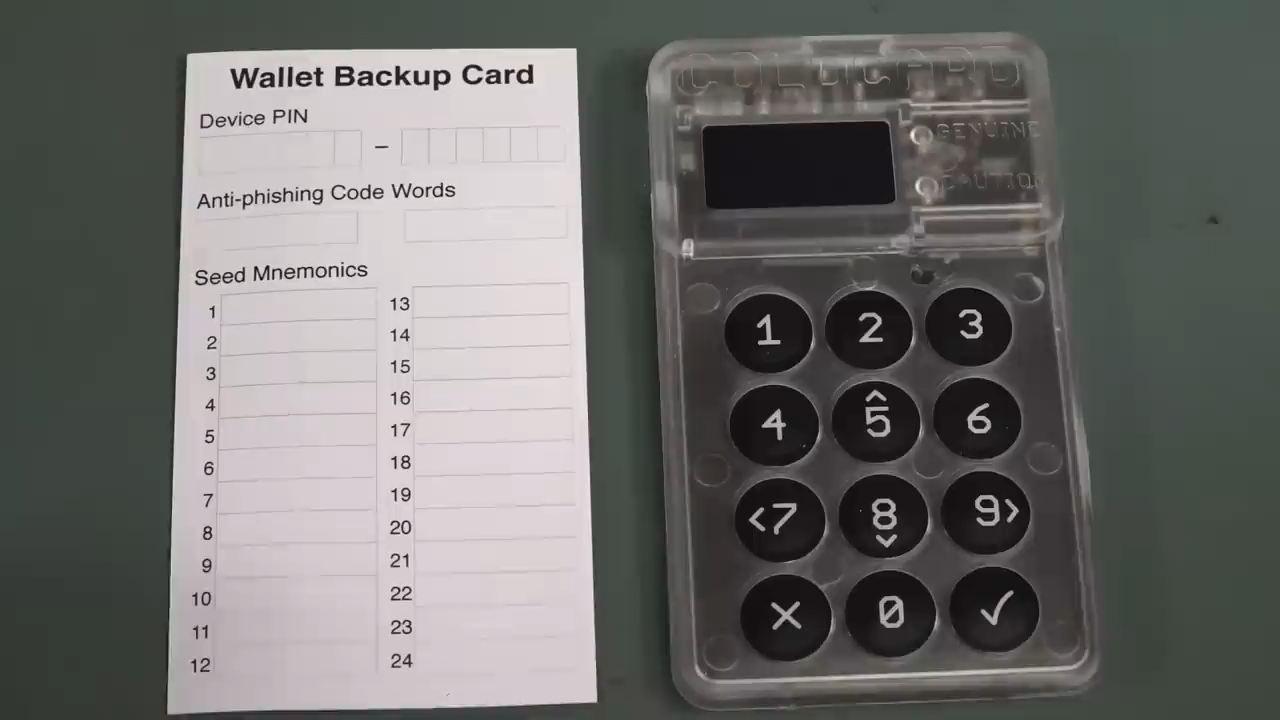 Wallet Backup Card
Device PIN
–
Anti-phishing Code Words
Seed Mnemonics
1 13
2 14
3 15
4 16
5 17
6 18
7 19
8 20
9 21
10 22
11 23
12 24
COLDCARD
GENUINE
CAUTION
1 2 3
4 5 6
<7 8 9>
× 0 ✓